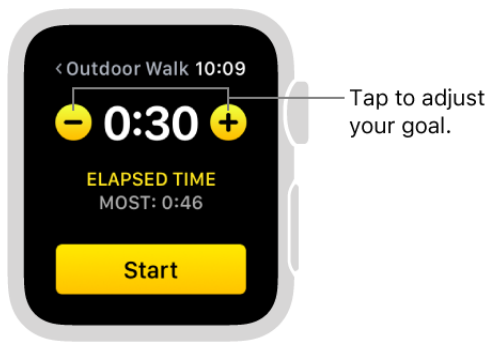 <Outdoor Walk 10:09
− 0:30 +
ELAPSED TIME
MOST: 0:46
Start
Tap to adjust
your goal.